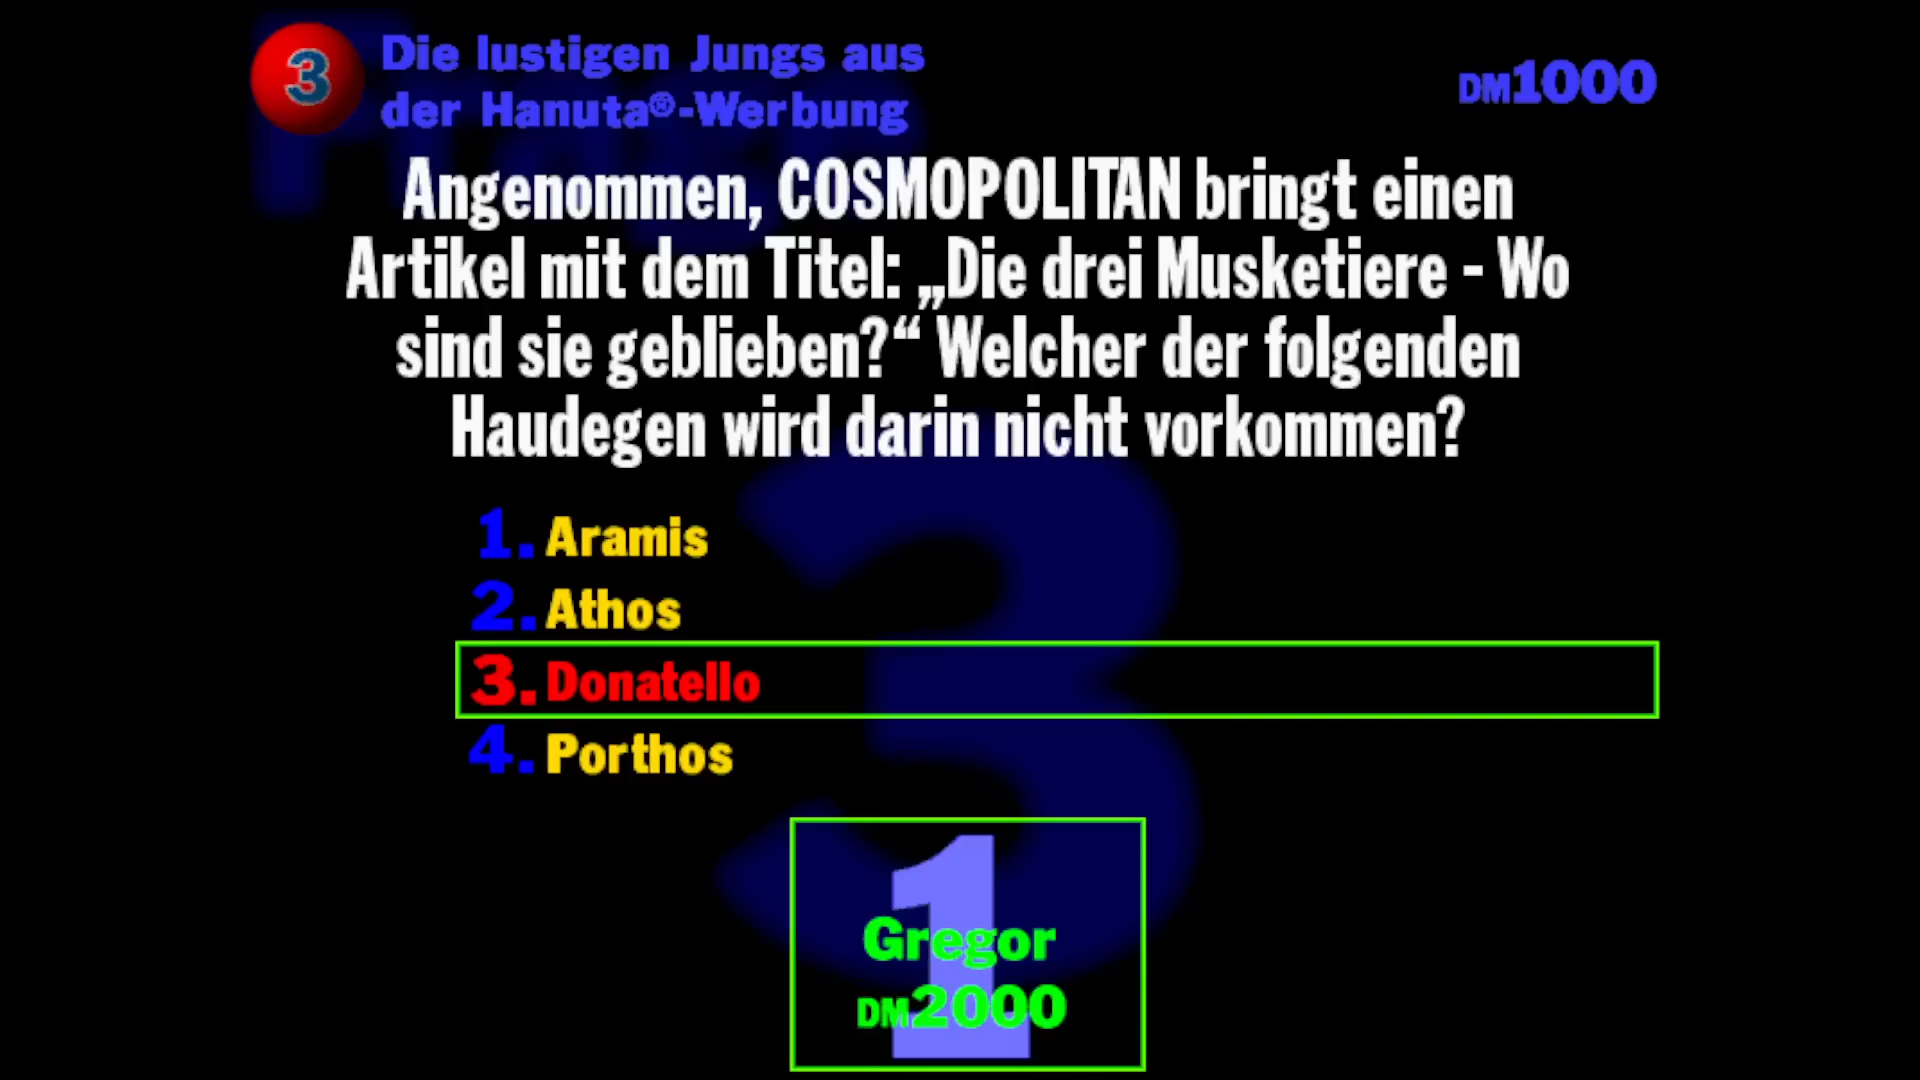 3 Die lustigen Jungs aus
der Hanuta®-Werbung
DM1000
Angenommen, COSMOPOLITAN bringt einen
Artikel mit dem Titel: „Die drei Musketiere - Wo
sind sie geblieben?“ Welcher der folgenden
Haudegen wird darin nicht vorkommen?
1. Aramis
2. Athos
3. Donatello
4. Porthos
3
1
Gregor
DM2000